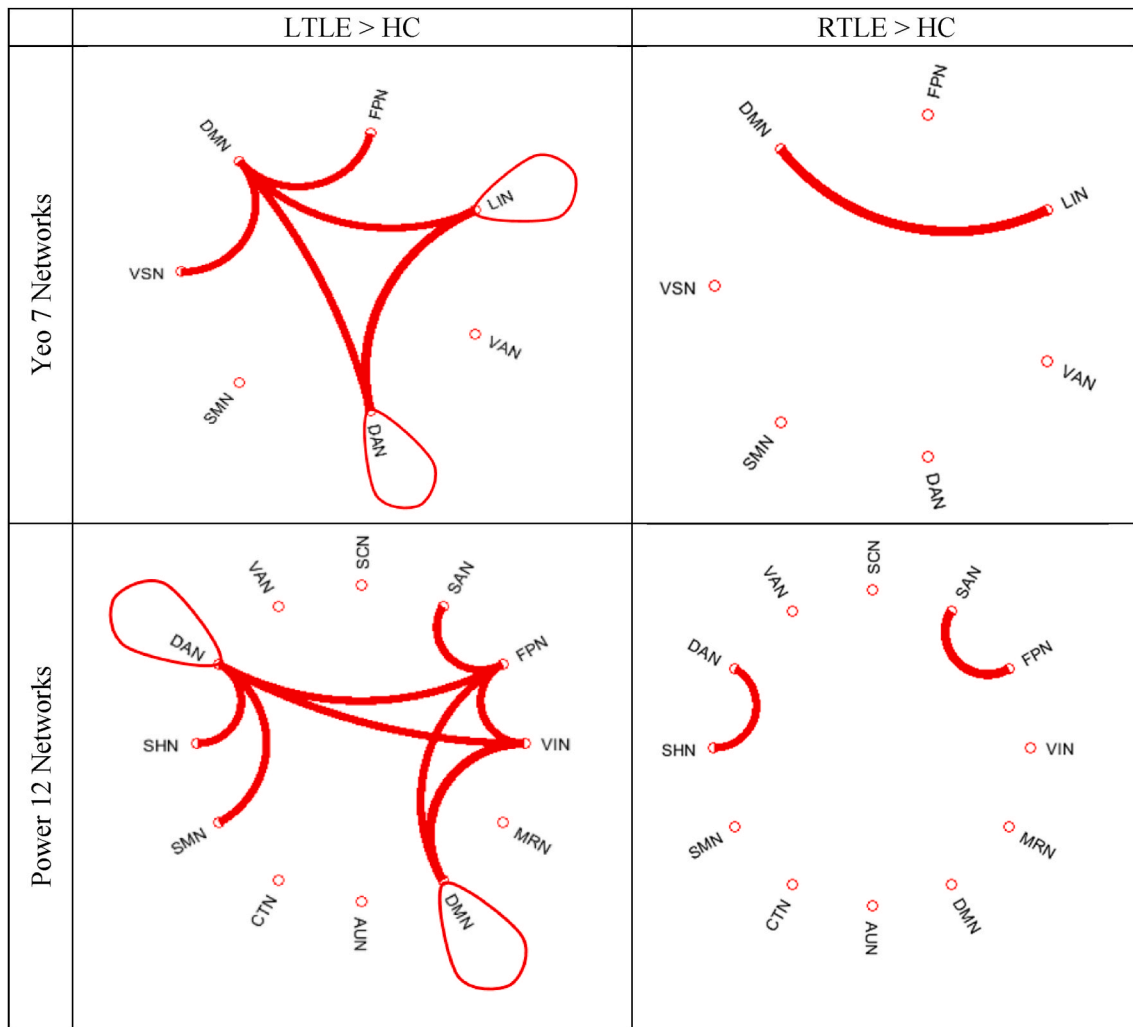 LTLE > HC
RTLE > HC
Yeo 7 Networks
FPN
DMN
LIN
VSN
VAN
SMN
DAN
FPN
DMN
LIN
VSN
VAN
SMN
DAN
Power 12 Networks
SCN
VAN
SAN
DAN
FPN
SHN
VIN
SMN
MRN
CTN
AUN
DMN
SCN
VAN
SAN
DAN
FPN
SHN
VIN
SMN
MRN
CTN
AUN
DMN